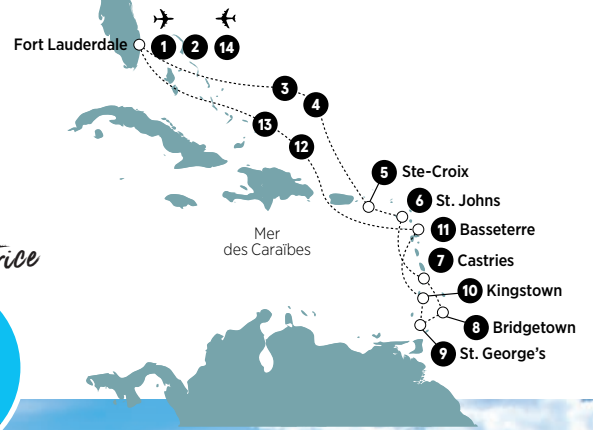 Fort Lauderdale
1 2 14
3
4
13
12
5 Ste-Croix
6 St. Johns
11 Basseterre
Mer
des Caraïbes
7 Castries
10 Kingstown
8 Bridgetown
9 St. George's